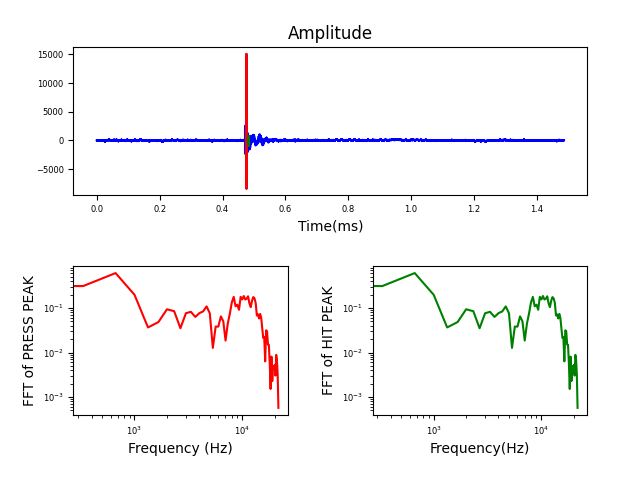 Amplitude
15000
10000
5000
0
−5000
0.0 0.2 0.4 0.6 0.8 1.0 1.2 1.4
Time(ms)
FFT of PRESS PEAK
10⁻¹
10⁻²
10⁻³
10³ 10⁴
Frequency (Hz)
FFT of HIT PEAK
10⁻¹
10⁻²
10⁻³
10³ 10⁴
Frequency(Hz)